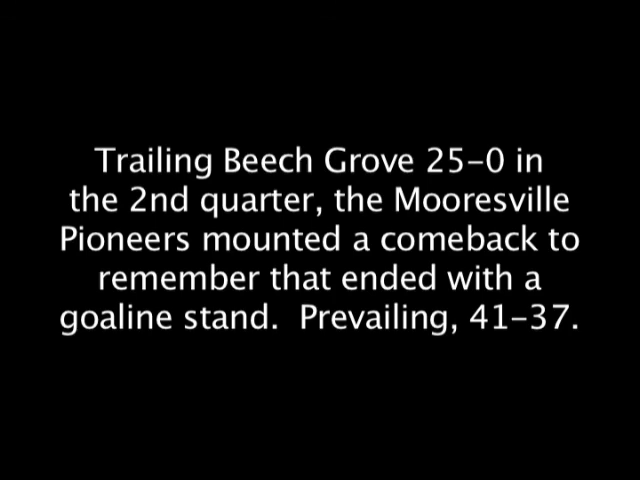 Trailing Beech Grove 25-0 in
the 2nd quarter, the Mooresville
Pioneers mounted a comeback to
remember that ended with a
goaline stand.  Prevailing, 41-37.